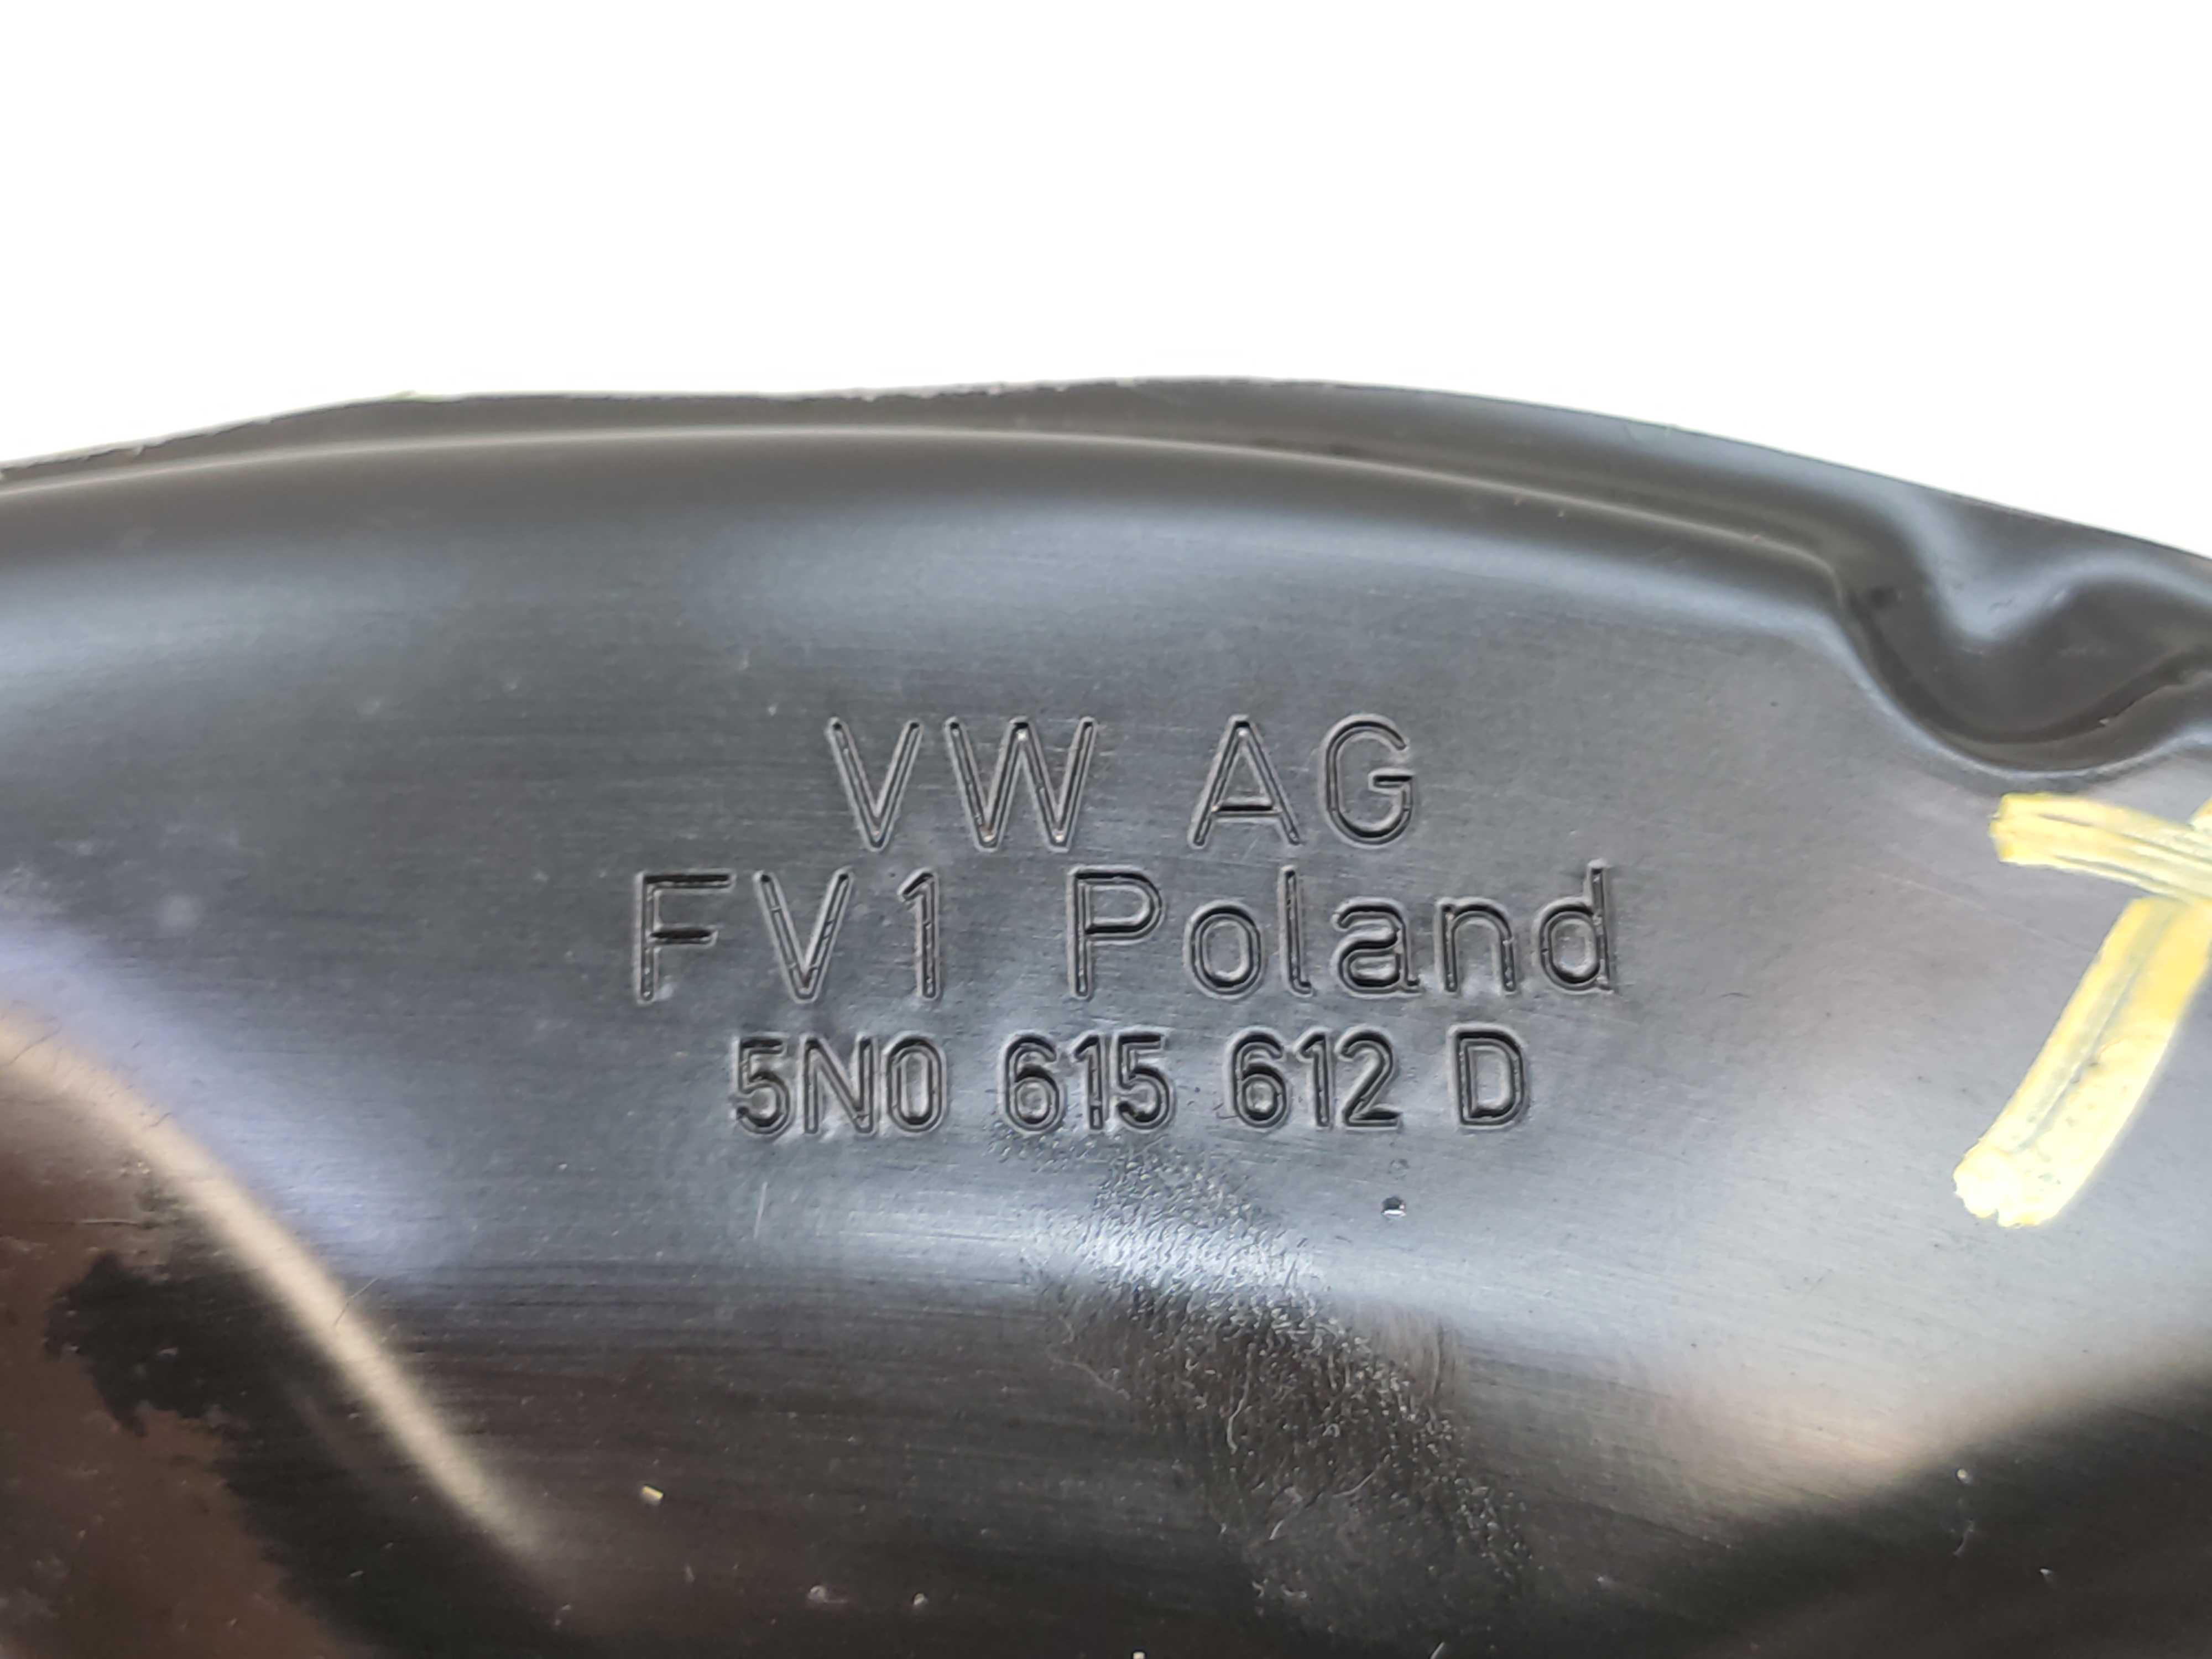 VW AG
FV1 Poland
5N0 615 612 D